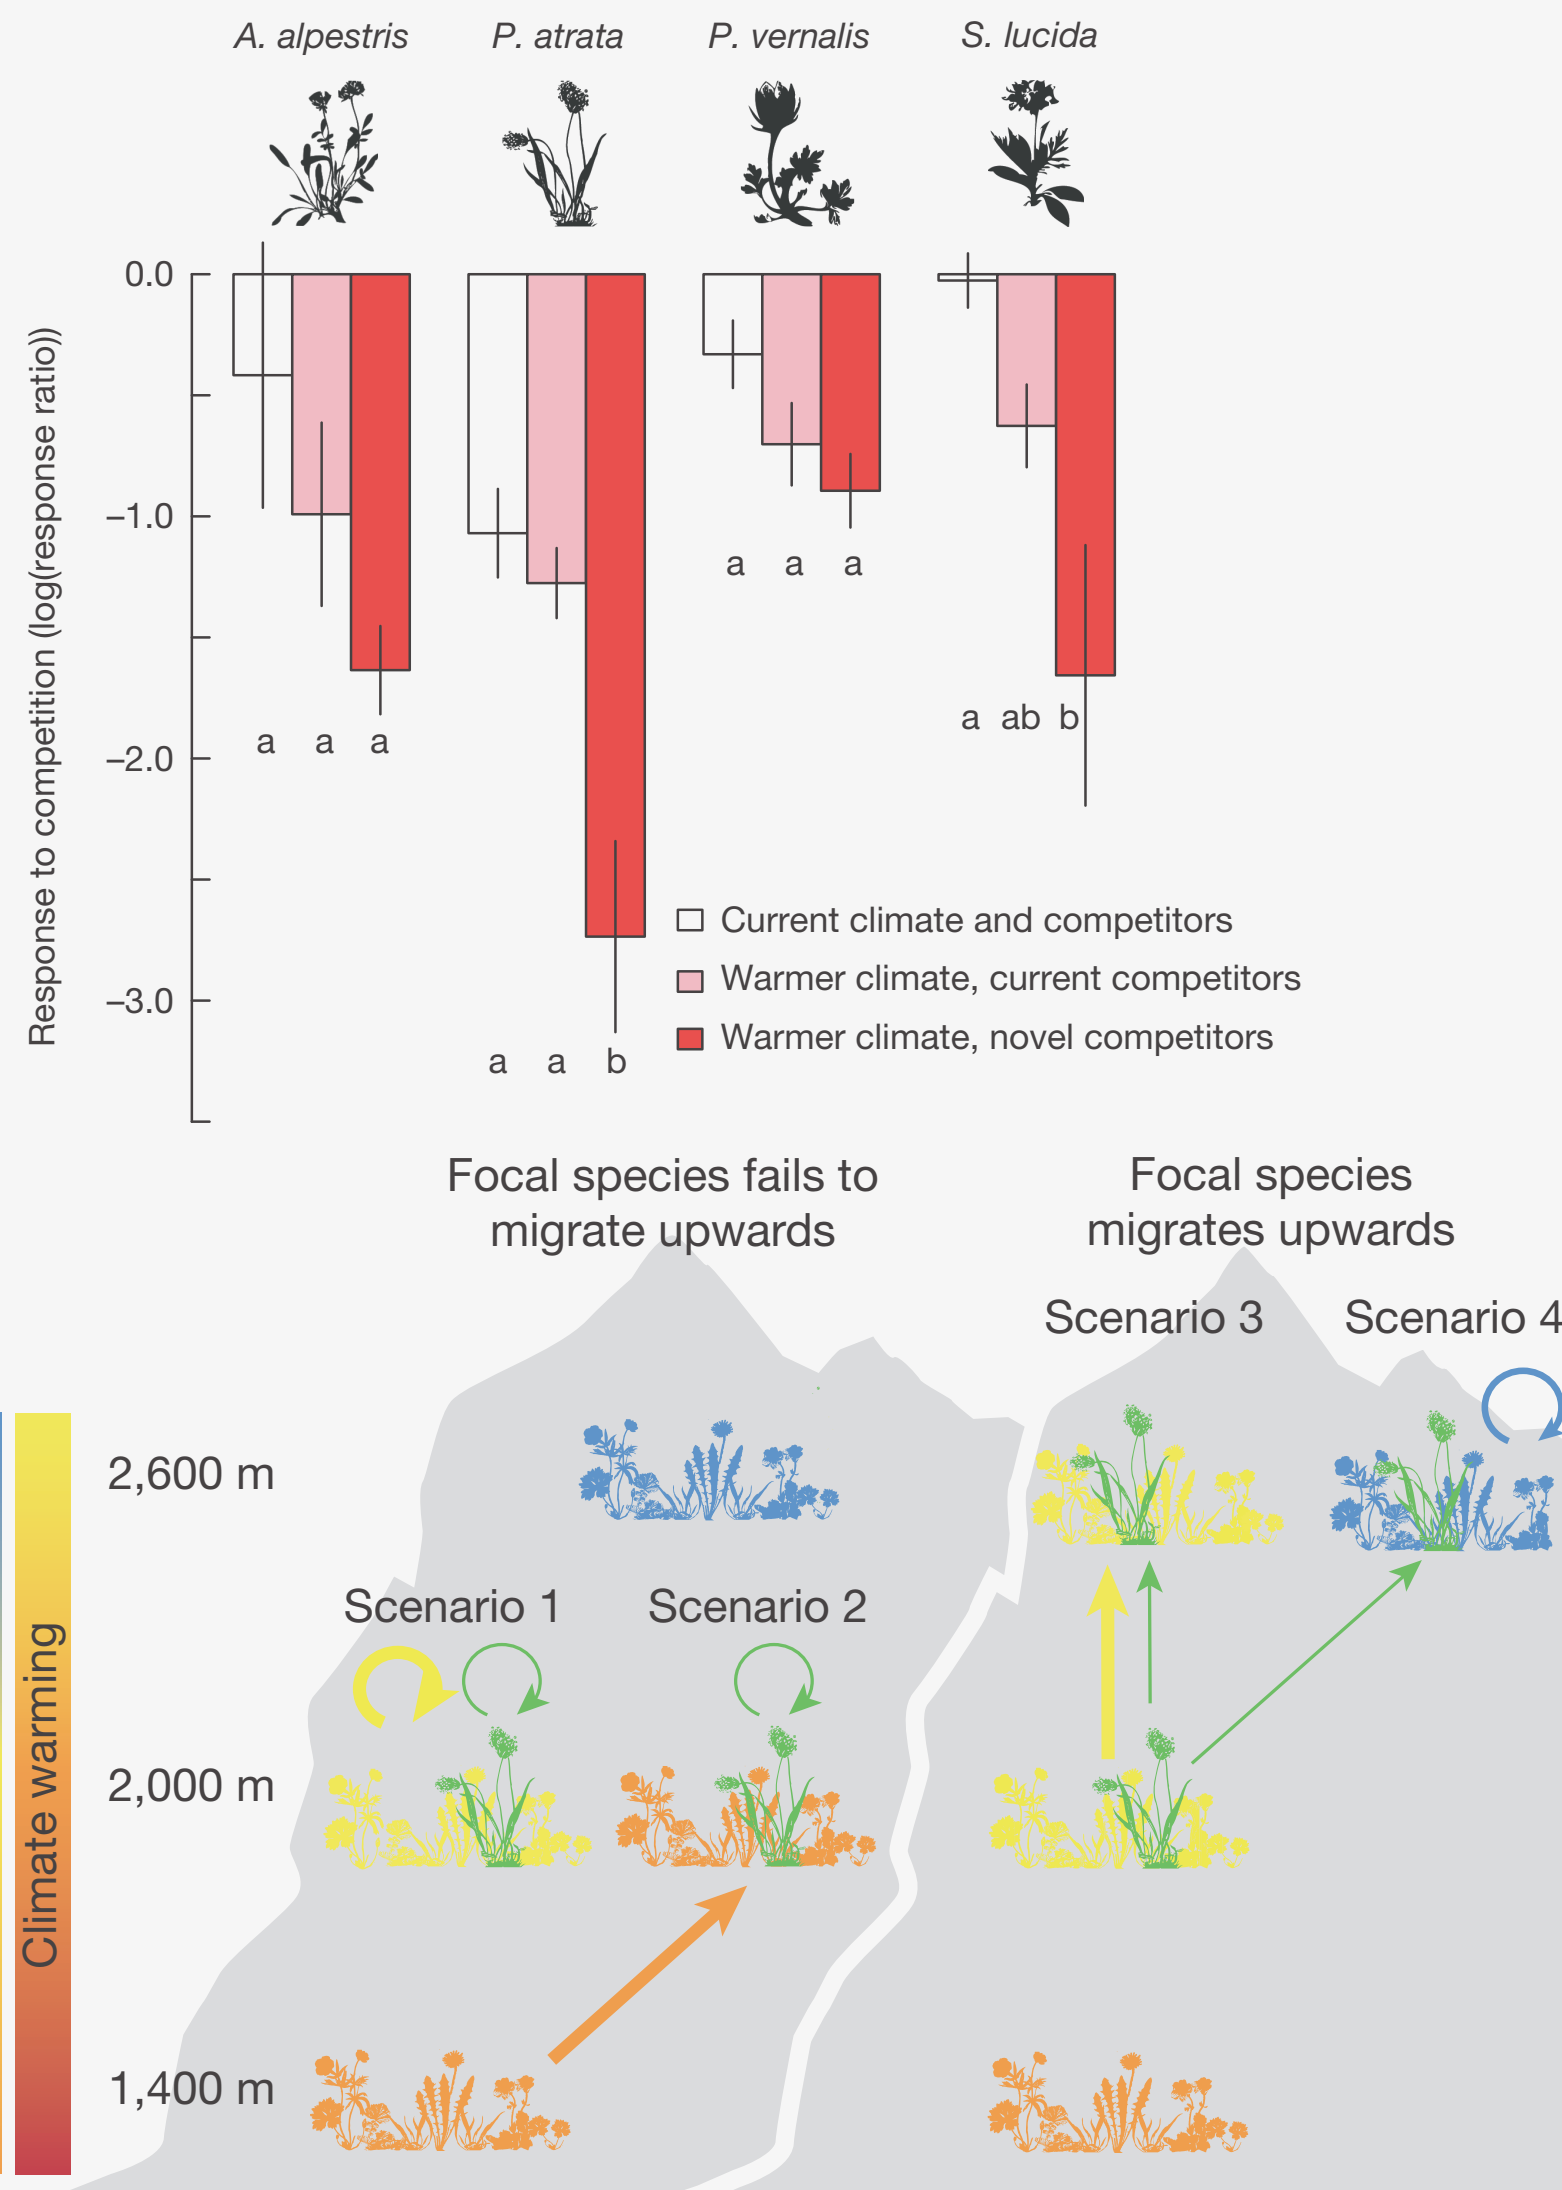 A. alpestris
P. atrata
P. vernalis
S. lucida
Response to competition (log(response ratio))
0.0
–1.0
–2.0
–3.0
a a a
a a b
a a a
a ab b
Current climate and competitors
Warmer climate, current competitors
Warmer climate, novel competitors
Focal species fails to
migrate upwards
Focal species
migrates upwards
Scenario 3
Scenario 4
2,600 m
Scenario 1
Scenario 2
Climate warming
2,000 m
1,400 m